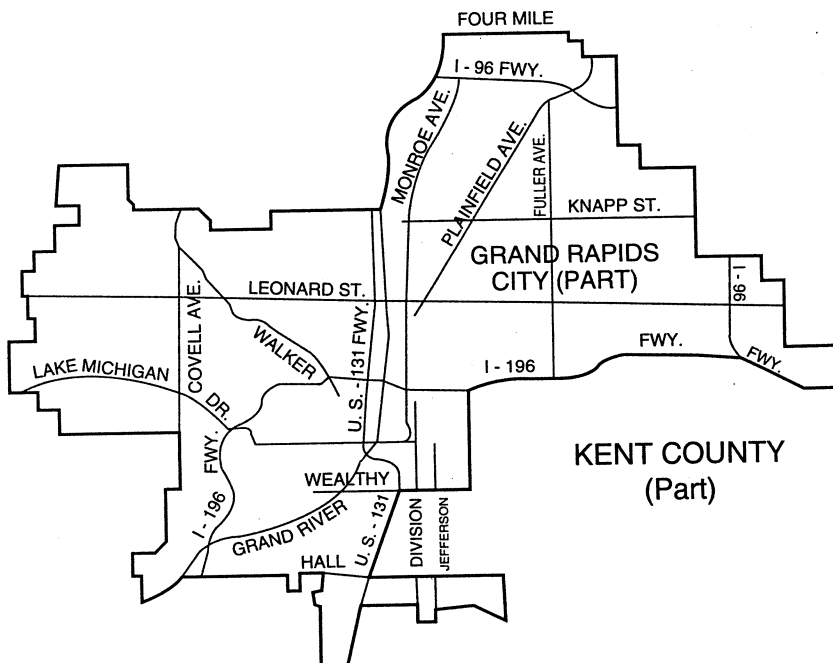 FOUR MILE
I - 96 FWY.
MONROE AVE.
PLAINFIELD AVE.
FULLER AVE.
KNAPP ST.
GRAND RAPIDS
CITY (PART)
I - 96
LEONARD ST.
COVELL AVE.
WALKER
U. S. - 131 FWY.
LAKE MICHIGAN
DR.
I - 196
FWY.
FWY.
KENT COUNTY
(Part)
FWY.
I - 196
WEALTHY
GRAND RIVER
U. S. - 131
DIVISION
JEFFERSON
HALL